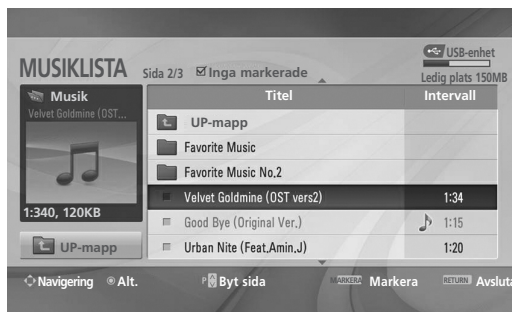 USB-enhet
MUSIKLISTA Sida 2/3 Inga markerade
Ledig plats 150MB
Musik
Velvet Goldmine (OST...
1:340, 120KB
UP-mapp
Titel Intervall
UP-mapp
Favorite Music
Favorite Music No.2
Velvet Goldmine (OST vers2) 1:34
Good Bye (Original Ver.) 1:15
Urban Nite (Feat.Amin.J) 1:20
Navigering Alt. P Byt sida MARKERA Markera RETURN Avsluta